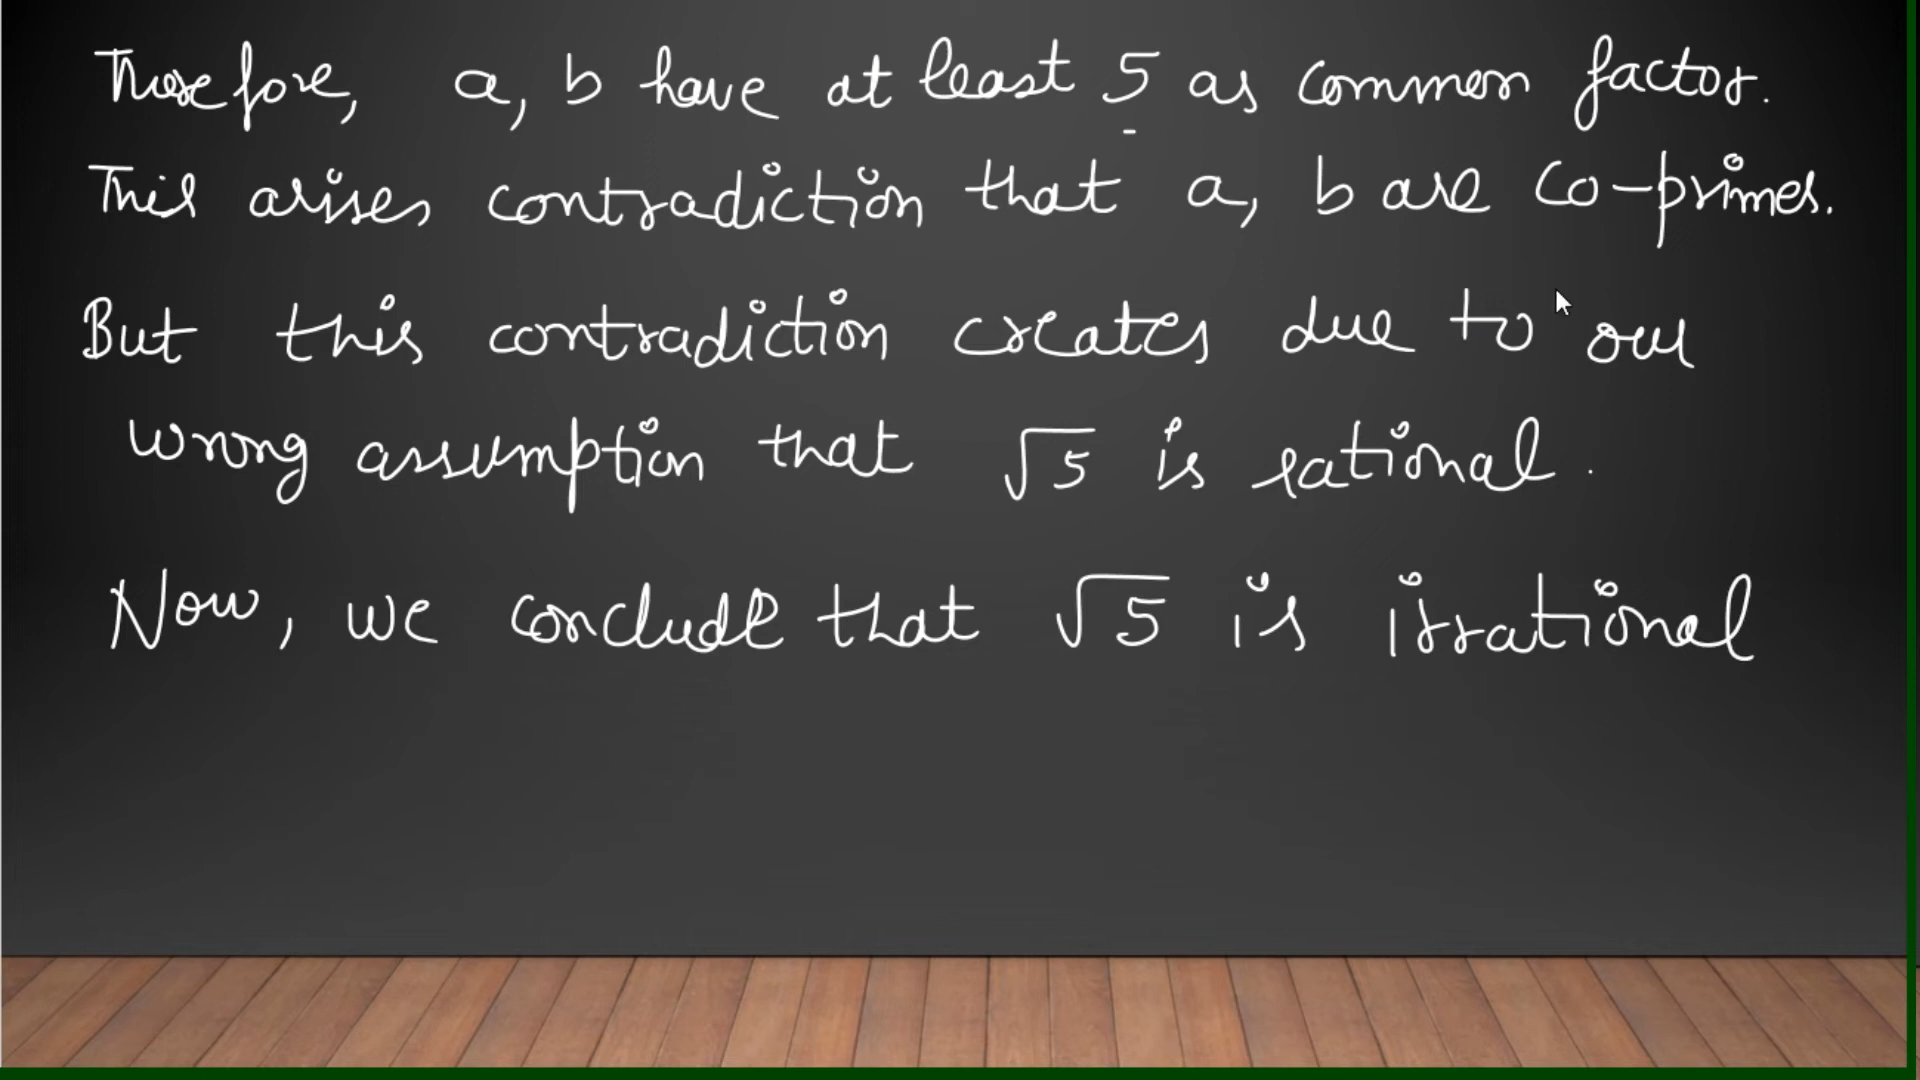 Therefore, a, b have at least 5 as common factor.
This arises contradiction that a, b are co-primes.
But this contradiction creates due to our
wrong assumption that √5 is rational.
Now, we conclude that √5 is irrational